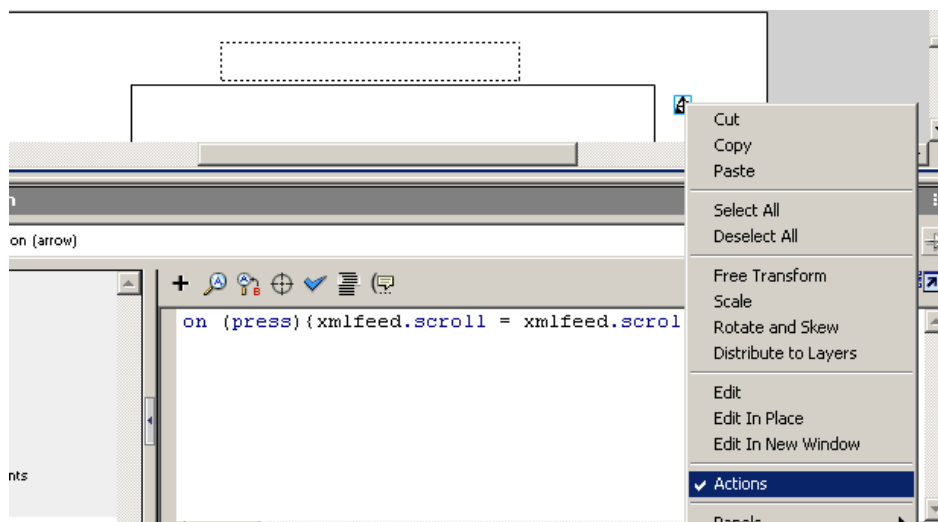 Cut
Copy
Paste
Select All
Deselect All
on (arrow)
Free Transform
Scale
on (press){xmlfeed.scroll = xmlfeed.scrol
Rotate and Skew
Distribute to Layers
Edit
Edit In Place
Edit In New Window
nts
Actions
Panels